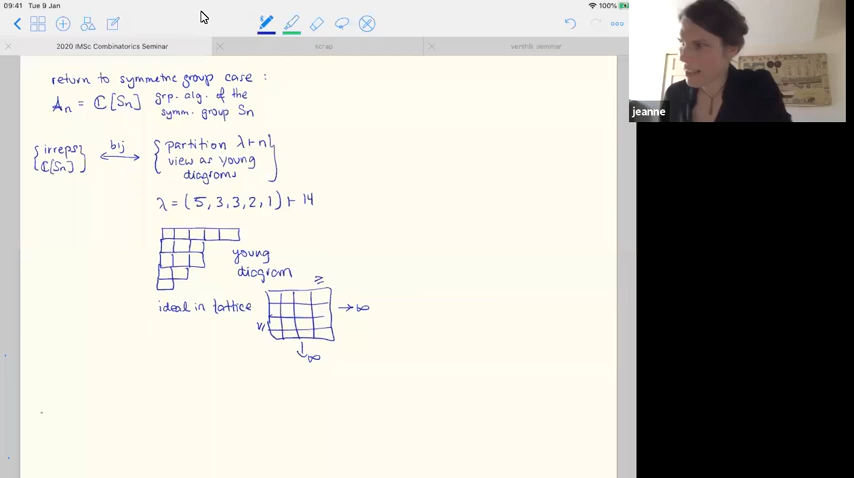 09:41 Tue 9 Jan
100%
2020 IMSc Combinatorics Seminar
scrap
vershik seminar
jeanne
return to symmetric group case :
𝔸n = ℂ[Sn] grp. alg. of the
symm. group Sn
{irreps ℂ[Sn]} bij ⟷ {partition λ ⊢ n
view as young
diagrams}
λ = (5, 3, 3, 2, 1) ⊢ 14
young
diagram
≥
ideal in lattice → ∞
∨/
↓ ∞